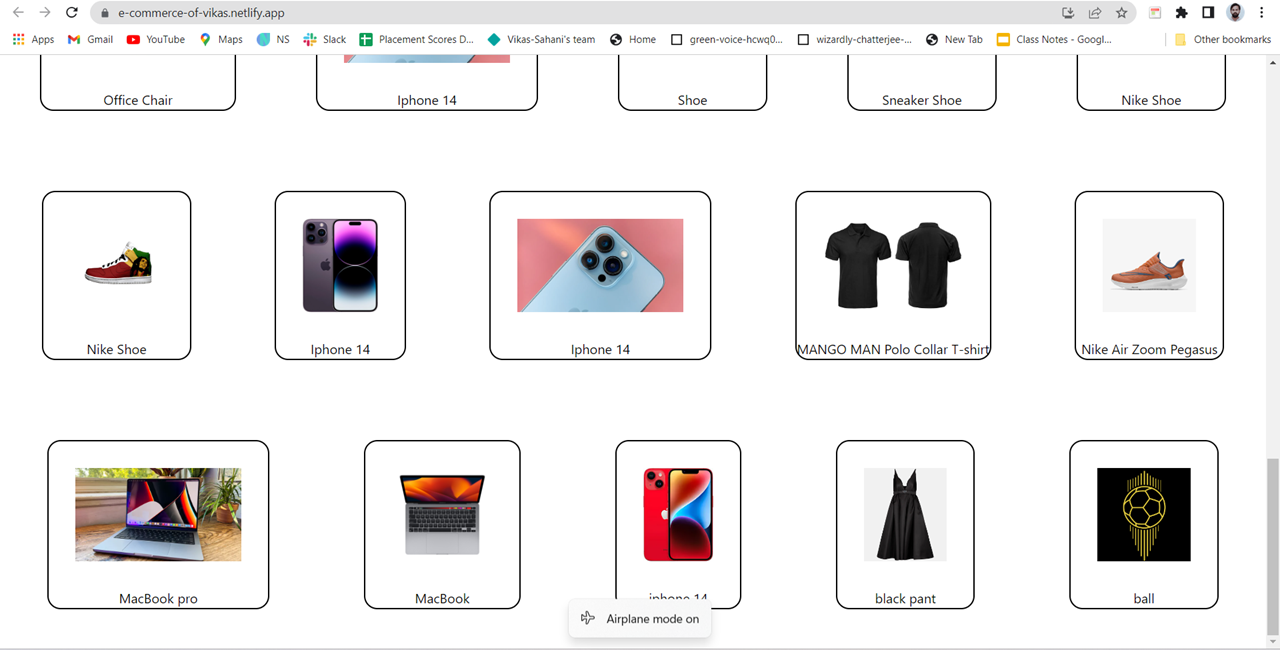 e-commerce-of-vikas.netlify.app
Apps Gmail YouTube Maps NS Slack Placement Scores D... Vikas-Sahani's team Home green-voice-hcwq0... wizardly-chatterjee-... New Tab Class Notes - Googl... Other bookmarks
Office Chair Iphone 14 Shoe Sneaker Shoe Nike Shoe
Nike Shoe Iphone 14 Iphone 14 MANGO MAN Polo Collar T-shirt Nike Air Zoom Pegasus
MacBook pro MacBook iphone 14 black pant ball
Airplane mode on